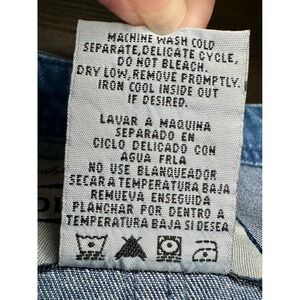 MACHINE WASH COLD
SEPARATE, DELICATE CYCLE,
DO NOT BLEACH.
DRY LOW, REMOVE PROMPTLY.
IRON COOL INSIDE OUT
IF DESIRED.
LAVAR A MAQUINA
SEPARADO EN
CICLO DELICADO CON
AGUA FRLA
NO USE BLANQUEADOR
SECAR A TEMPERATURA BAJA
REMUEVA ENSEGUIDA
PLANCHAR POR DENTRO A
TEMPERATURA BAJA SI DESEA